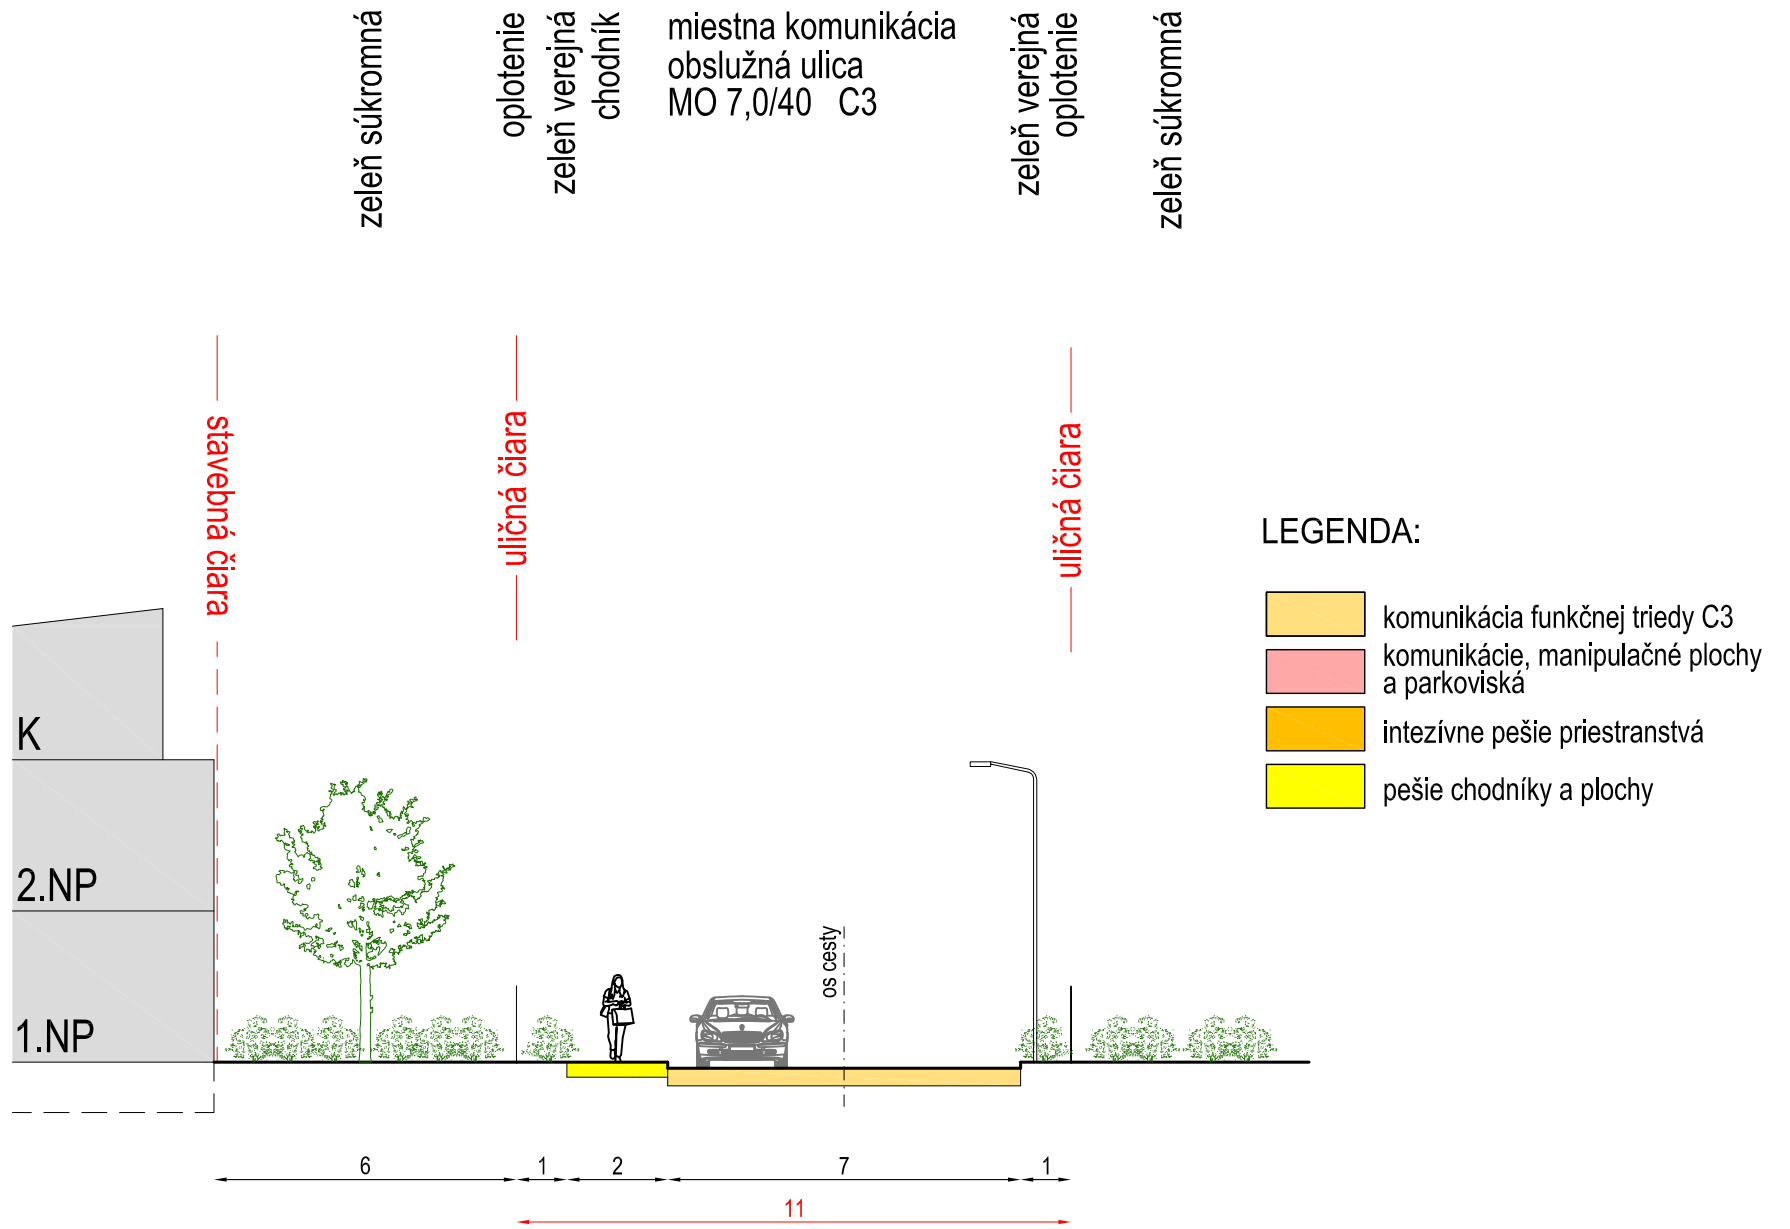 zeleň súkromná
oplotenie
zeleň verejná
chodník
miestna komunikácia
obslužná ulica
MO 7,0/40 C3
zeleň verejná
oplotenie
zeleň súkromná
stavebná čiara
uličná čiara
uličná čiara
LEGENDA:
komunikácia funkčnej triedy C3
komunikácie, manipulačné plochy
a parkoviská
intezívne pešie priestranstvá
pešie chodníky a plochy
K
2.NP
1.NP
os cesty
6
1
2
7
1
11